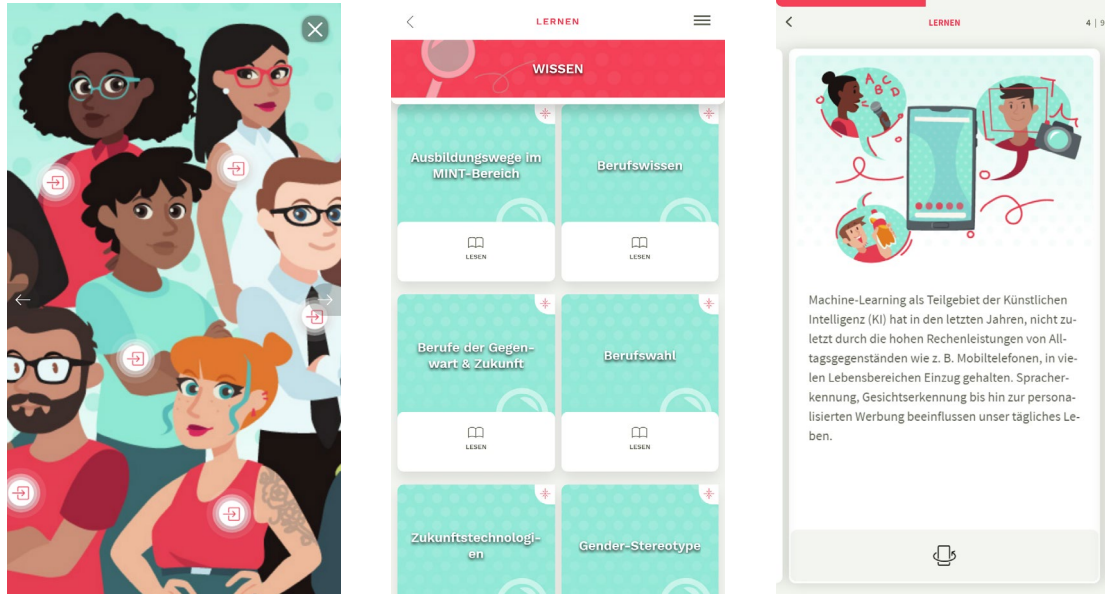 LERNEN
WISSEN
Ausbildungswege im
MINT-Bereich
LESEN
Berufswissen
LESEN
Berufe der Gegen-
wart & Zukunft
LESEN
Berufswahl
LESEN
Zukunftstechnologi-
en
Gender-Stereotype
LERNEN
4 | 9
A
B
C
D
Machine-Learning als Teilgebiet der Künstlichen
Intelligenz (KI) hat in den letzten Jahren, nicht zu-
letzt durch die hohen Rechenleistungen von All-
tagsgegenständen wie z. B. Mobiltelefonen, in vie-
len Lebensbereichen Einzug gehalten. Spracher-
kennung, Gesichtserkennung bis hin zur persona-
lisierten Werbung beeinflussen unser tägliches Le-
ben.